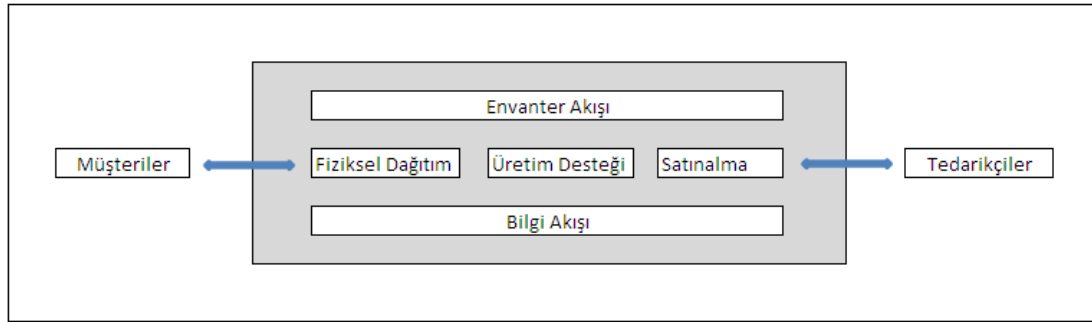 Envanter Akışı
Müşteriler
Fiziksel Dağıtım
Üretim Desteği
Satınalma
Tedarikçiler
Bilgi Akışı